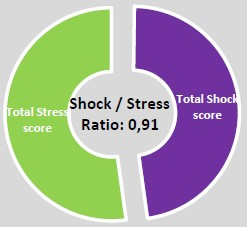 Total Stress
score
Shock / Stress
Ratio: 0,91
Total Shock
score